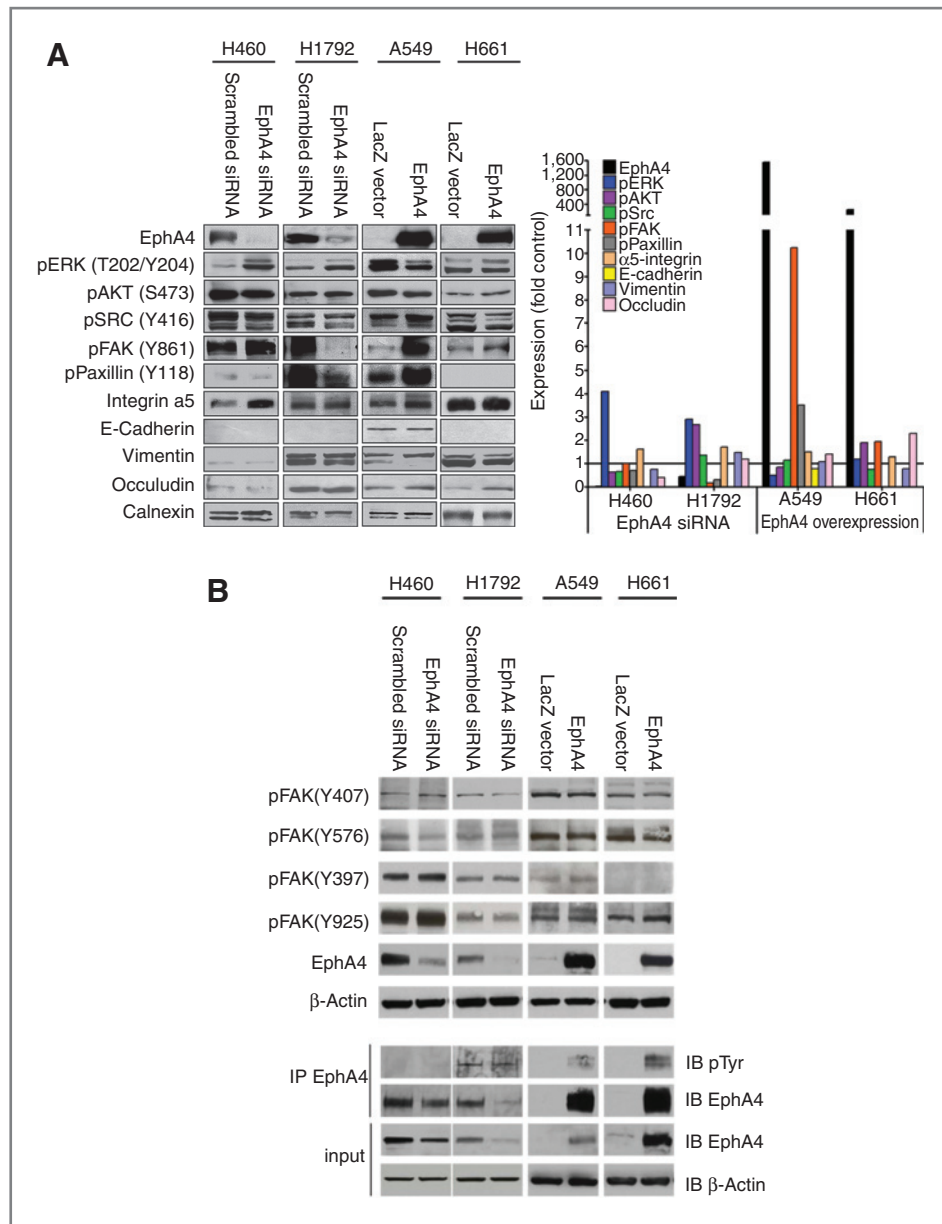 A
H460
H1792
A549
H661
Scrambled siRNA
EphA4 siRNA
Scrambled siRNA
EphA4 siRNA
LacZ vector
EphA4
LacZ vector
EphA4
EphA4
pERK (T202/Y204)
pAKT (S473)
pSRC (Y416)
pFAK (Y861)
pPaxillin (Y118)
Integrin a5
E-Cadherin
Vimentin
Occuludin
Calnexin
Expression (fold control)
1,600
1,200
800
400
11
10
9
8
7
6
5
4
3
2
1
0
EphA4
pERK
pAKT
pSrc
pFAK
pPaxillin
α5-integrin
E-cadherin
Vimentin
Occludin
H460
H1792
A549
H661
EphA4 siRNA
EphA4 overexpression
B
H460
H1792
A549
H661
Scrambled siRNA
EphA4 siRNA
Scrambled siRNA
EphA4 siRNA
LacZ vector
EphA4
LacZ vector
EphA4
pFAK(Y407)
pFAK(Y576)
pFAK(Y397)
pFAK(Y925)
EphA4
β-Actin
IP EphA4
IB pTyr
IB EphA4
input
IB EphA4
IB β-Actin